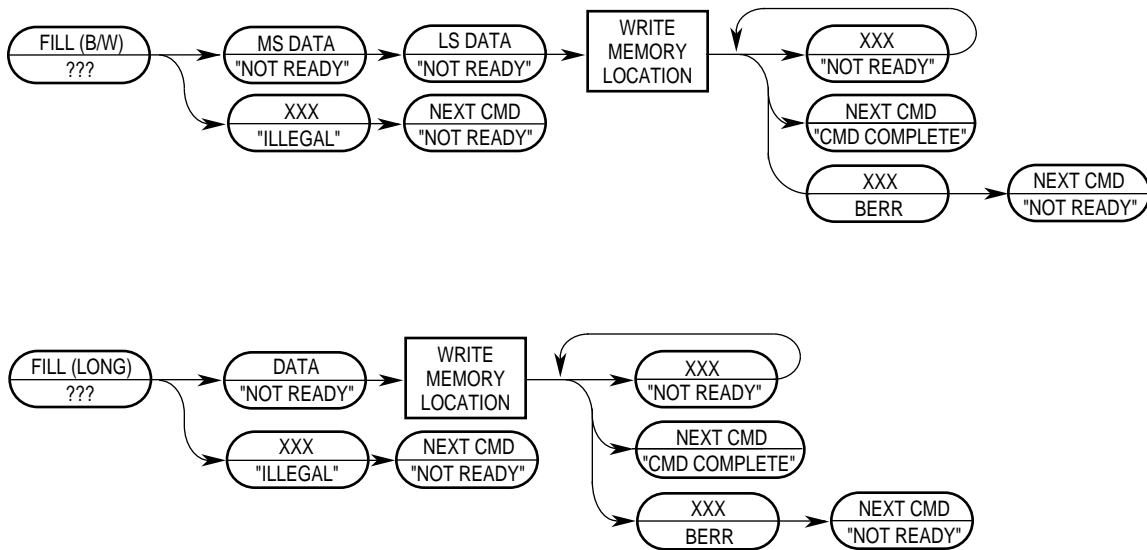 FILL (B/W)
???
MS DATA
"NOT READY"
LS DATA
"NOT READY"
WRITE
MEMORY
LOCATION
XXX
"NOT READY"
XXX
"ILLEGAL"
NEXT CMD
"NOT READY"
NEXT CMD
"CMD COMPLETE"
XXX
BERR
NEXT CMD
"NOT READY"
FILL (LONG)
???
DATA
"NOT READY"
WRITE
MEMORY
LOCATION
XXX
"NOT READY"
XXX
"ILLEGAL"
NEXT CMD
"NOT READY"
NEXT CMD
"CMD COMPLETE"
XXX
BERR
NEXT CMD
"NOT READY"